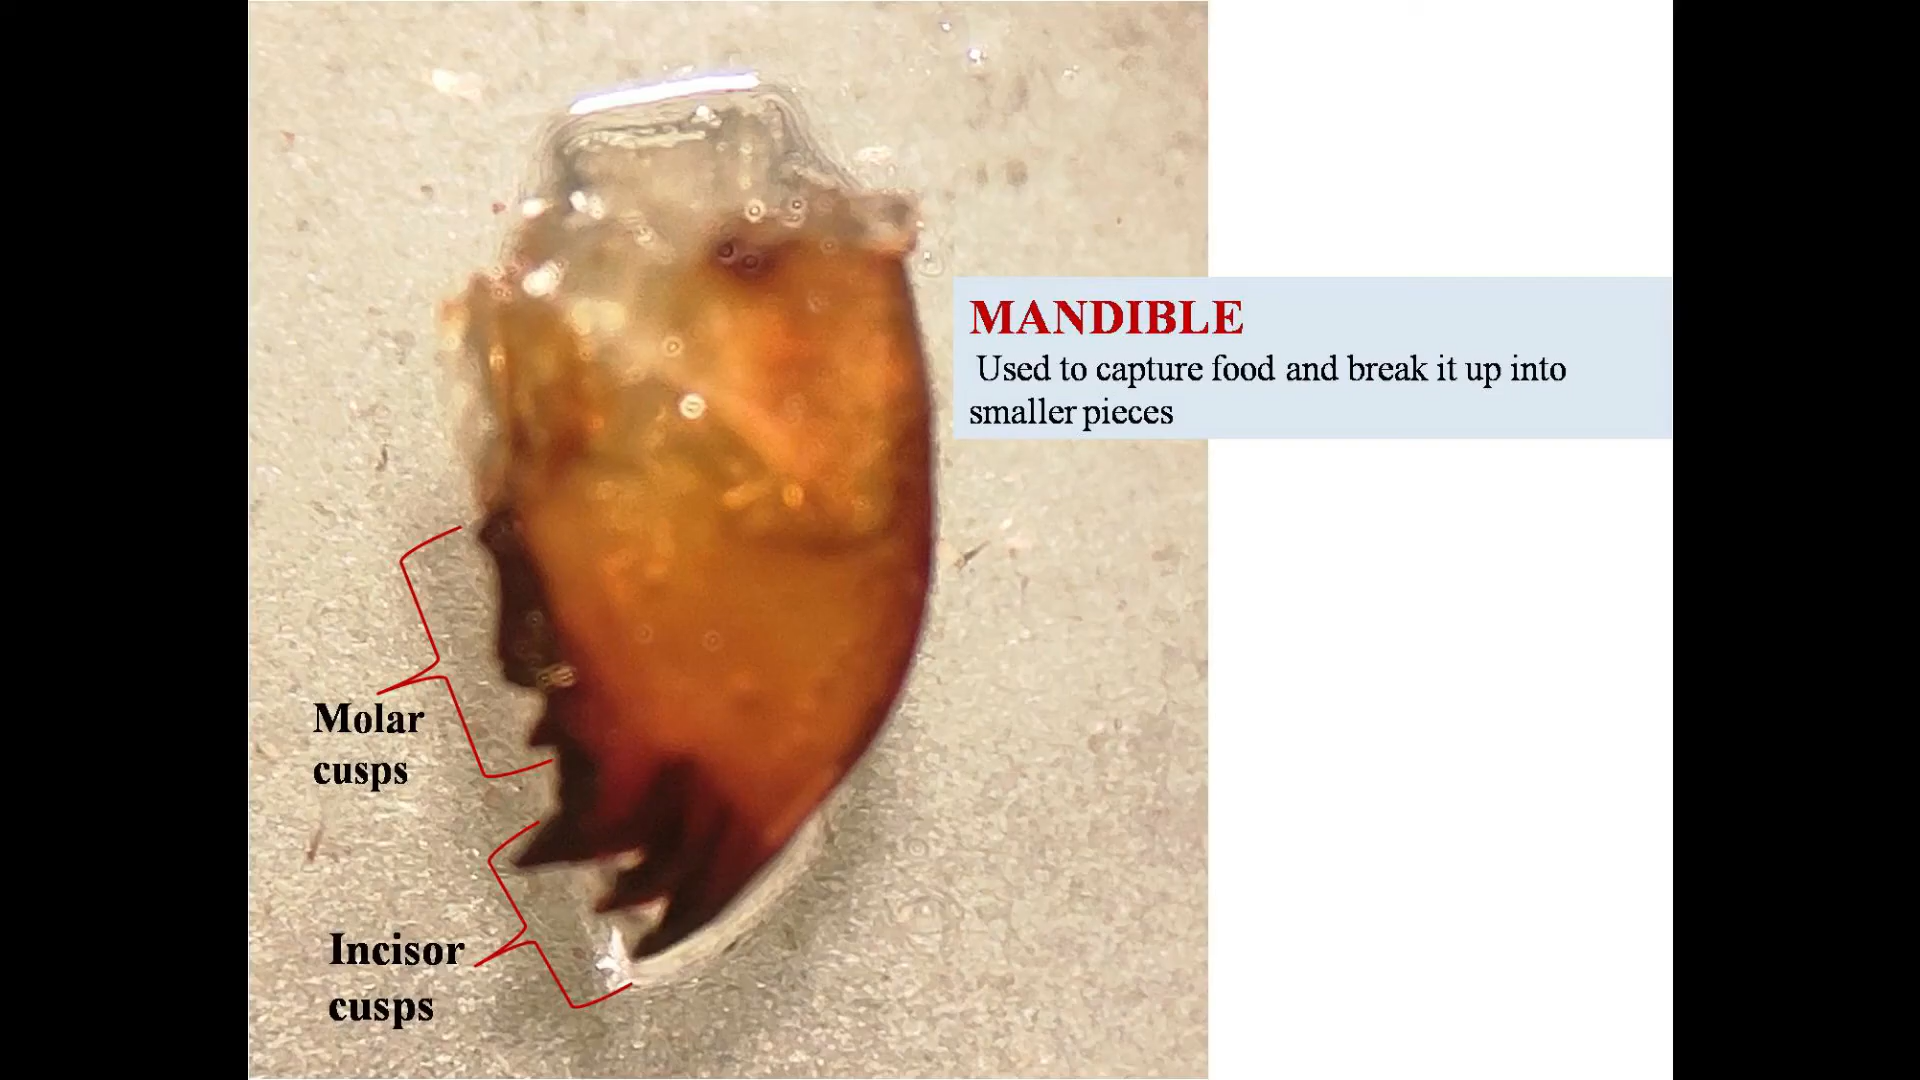 MANDIBLE
Used to capture food and break it up into
smaller pieces
Molar
cusps
Incisor
cusps